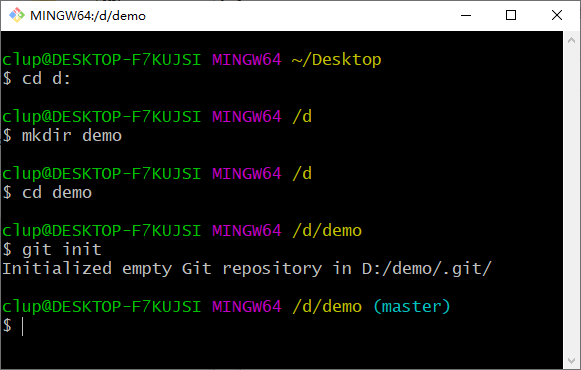 MINGW64:/d/demo
clup@DESKTOP-F7KUJSI MINGW64 ~/Desktop
$ cd d:
clup@DESKTOP-F7KUJSI MINGW64 /d
$ mkdir demo
clup@DESKTOP-F7KUJSI MINGW64 /d
$ cd demo
clup@DESKTOP-F7KUJSI MINGW64 /d/demo
$ git init
Initialized empty Git repository in D:/demo/.git/
clup@DESKTOP-F7KUJSI MINGW64 /d/demo (master)
$